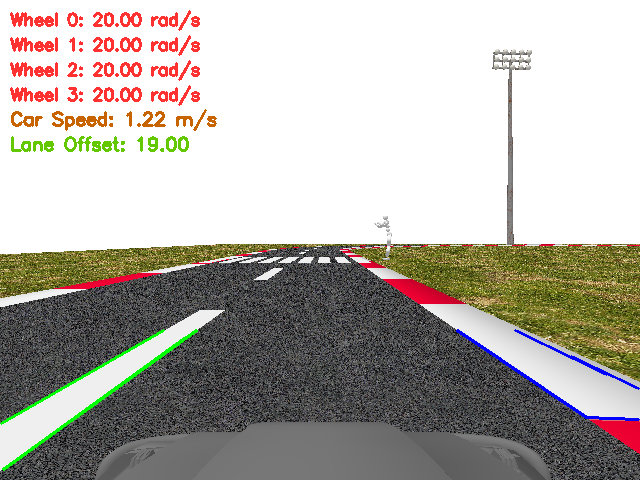 Wheel 0: 20.00 rad/s
Wheel 1: 20.00 rad/s
Wheel 2: 20.00 rad/s
Wheel 3: 20.00 rad/s
Car Speed: 1.22 m/s
Lane Offset: 19.00